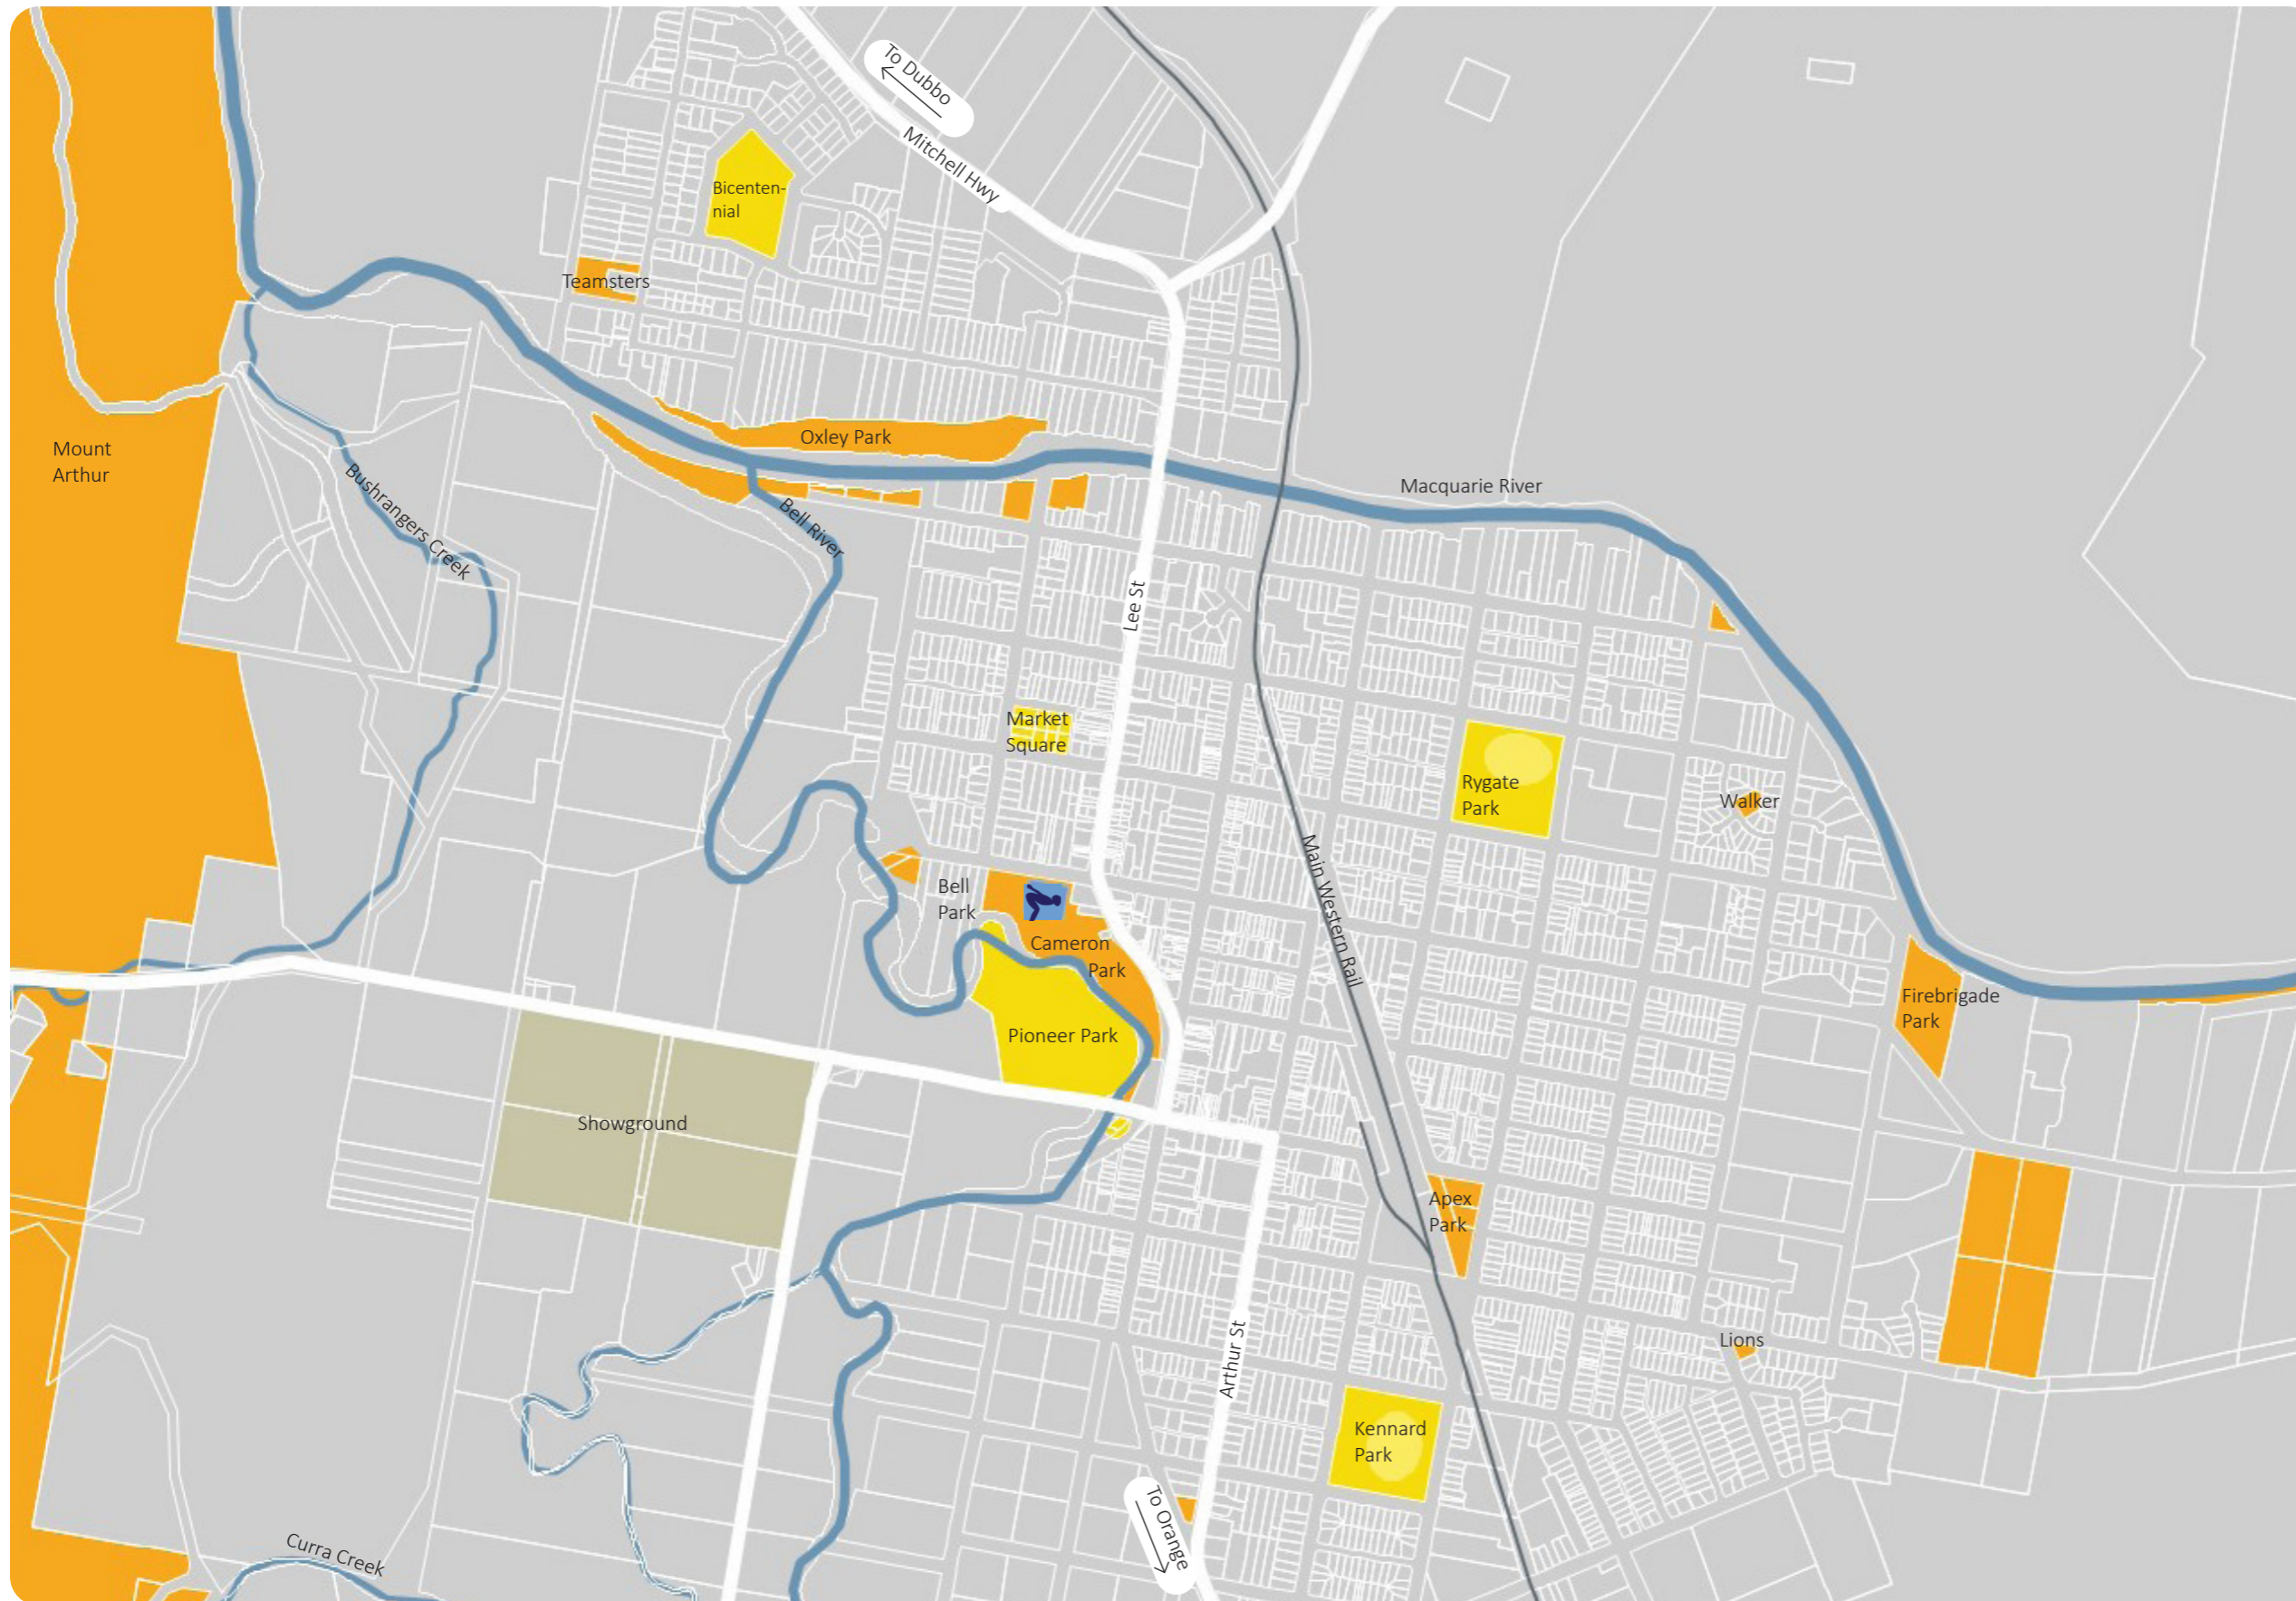 To Dubbo
Mitchell Hwy
Bicenten-
nial
Teamsters
Oxley Park
Mount
Arthur
Bushrangers Creek
Bell River
Macquarie River
Lee St
Market
Square
Rygate
Park
Walker
Main Western Rail
Bell
Park
Cameron
Park
Firebrigade
Park
Pioneer Park
Showground
Apex
Park
Lions
Arthur St
Kennard
Park
To Orange
Curra Creek